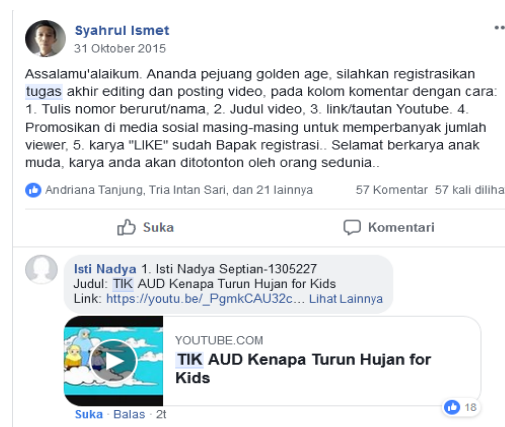 Syahrul Ismet
31 Oktober 2015
Assalamu'alaikum. Ananda pejuang golden age, silahkan registrasikan
tugas akhir editing dan posting video, pada kolom komentar dengan cara:
1. Tulis nomor berurut/nama, 2. Judul video, 3. link/tautan Youtube. 4.
Promosikan di media sosial masing-masing untuk memperbanyak jumlah
viewer, 5. karya "LIKE" sudah Bapak registrasi.. Selamat berkarya anak
muda, karya anda akan ditotonton oleh orang sedunia..
Andriana Tanjung, Tria Intan Sari, dan 21 lainnya 57 Komentar 57 kali diliha
Suka Komentari
Isti Nadya 1. Isti Nadya Septian-1305227
Judul: TIK AUD Kenapa Turun Hujan for Kids
Link: https://youtu.be/_PgmkCAU32c... Lihat Lainnya
YOUTUBE.COM
TIK AUD Kenapa Turun Hujan for
Kids
18
Suka · Balas · 2t